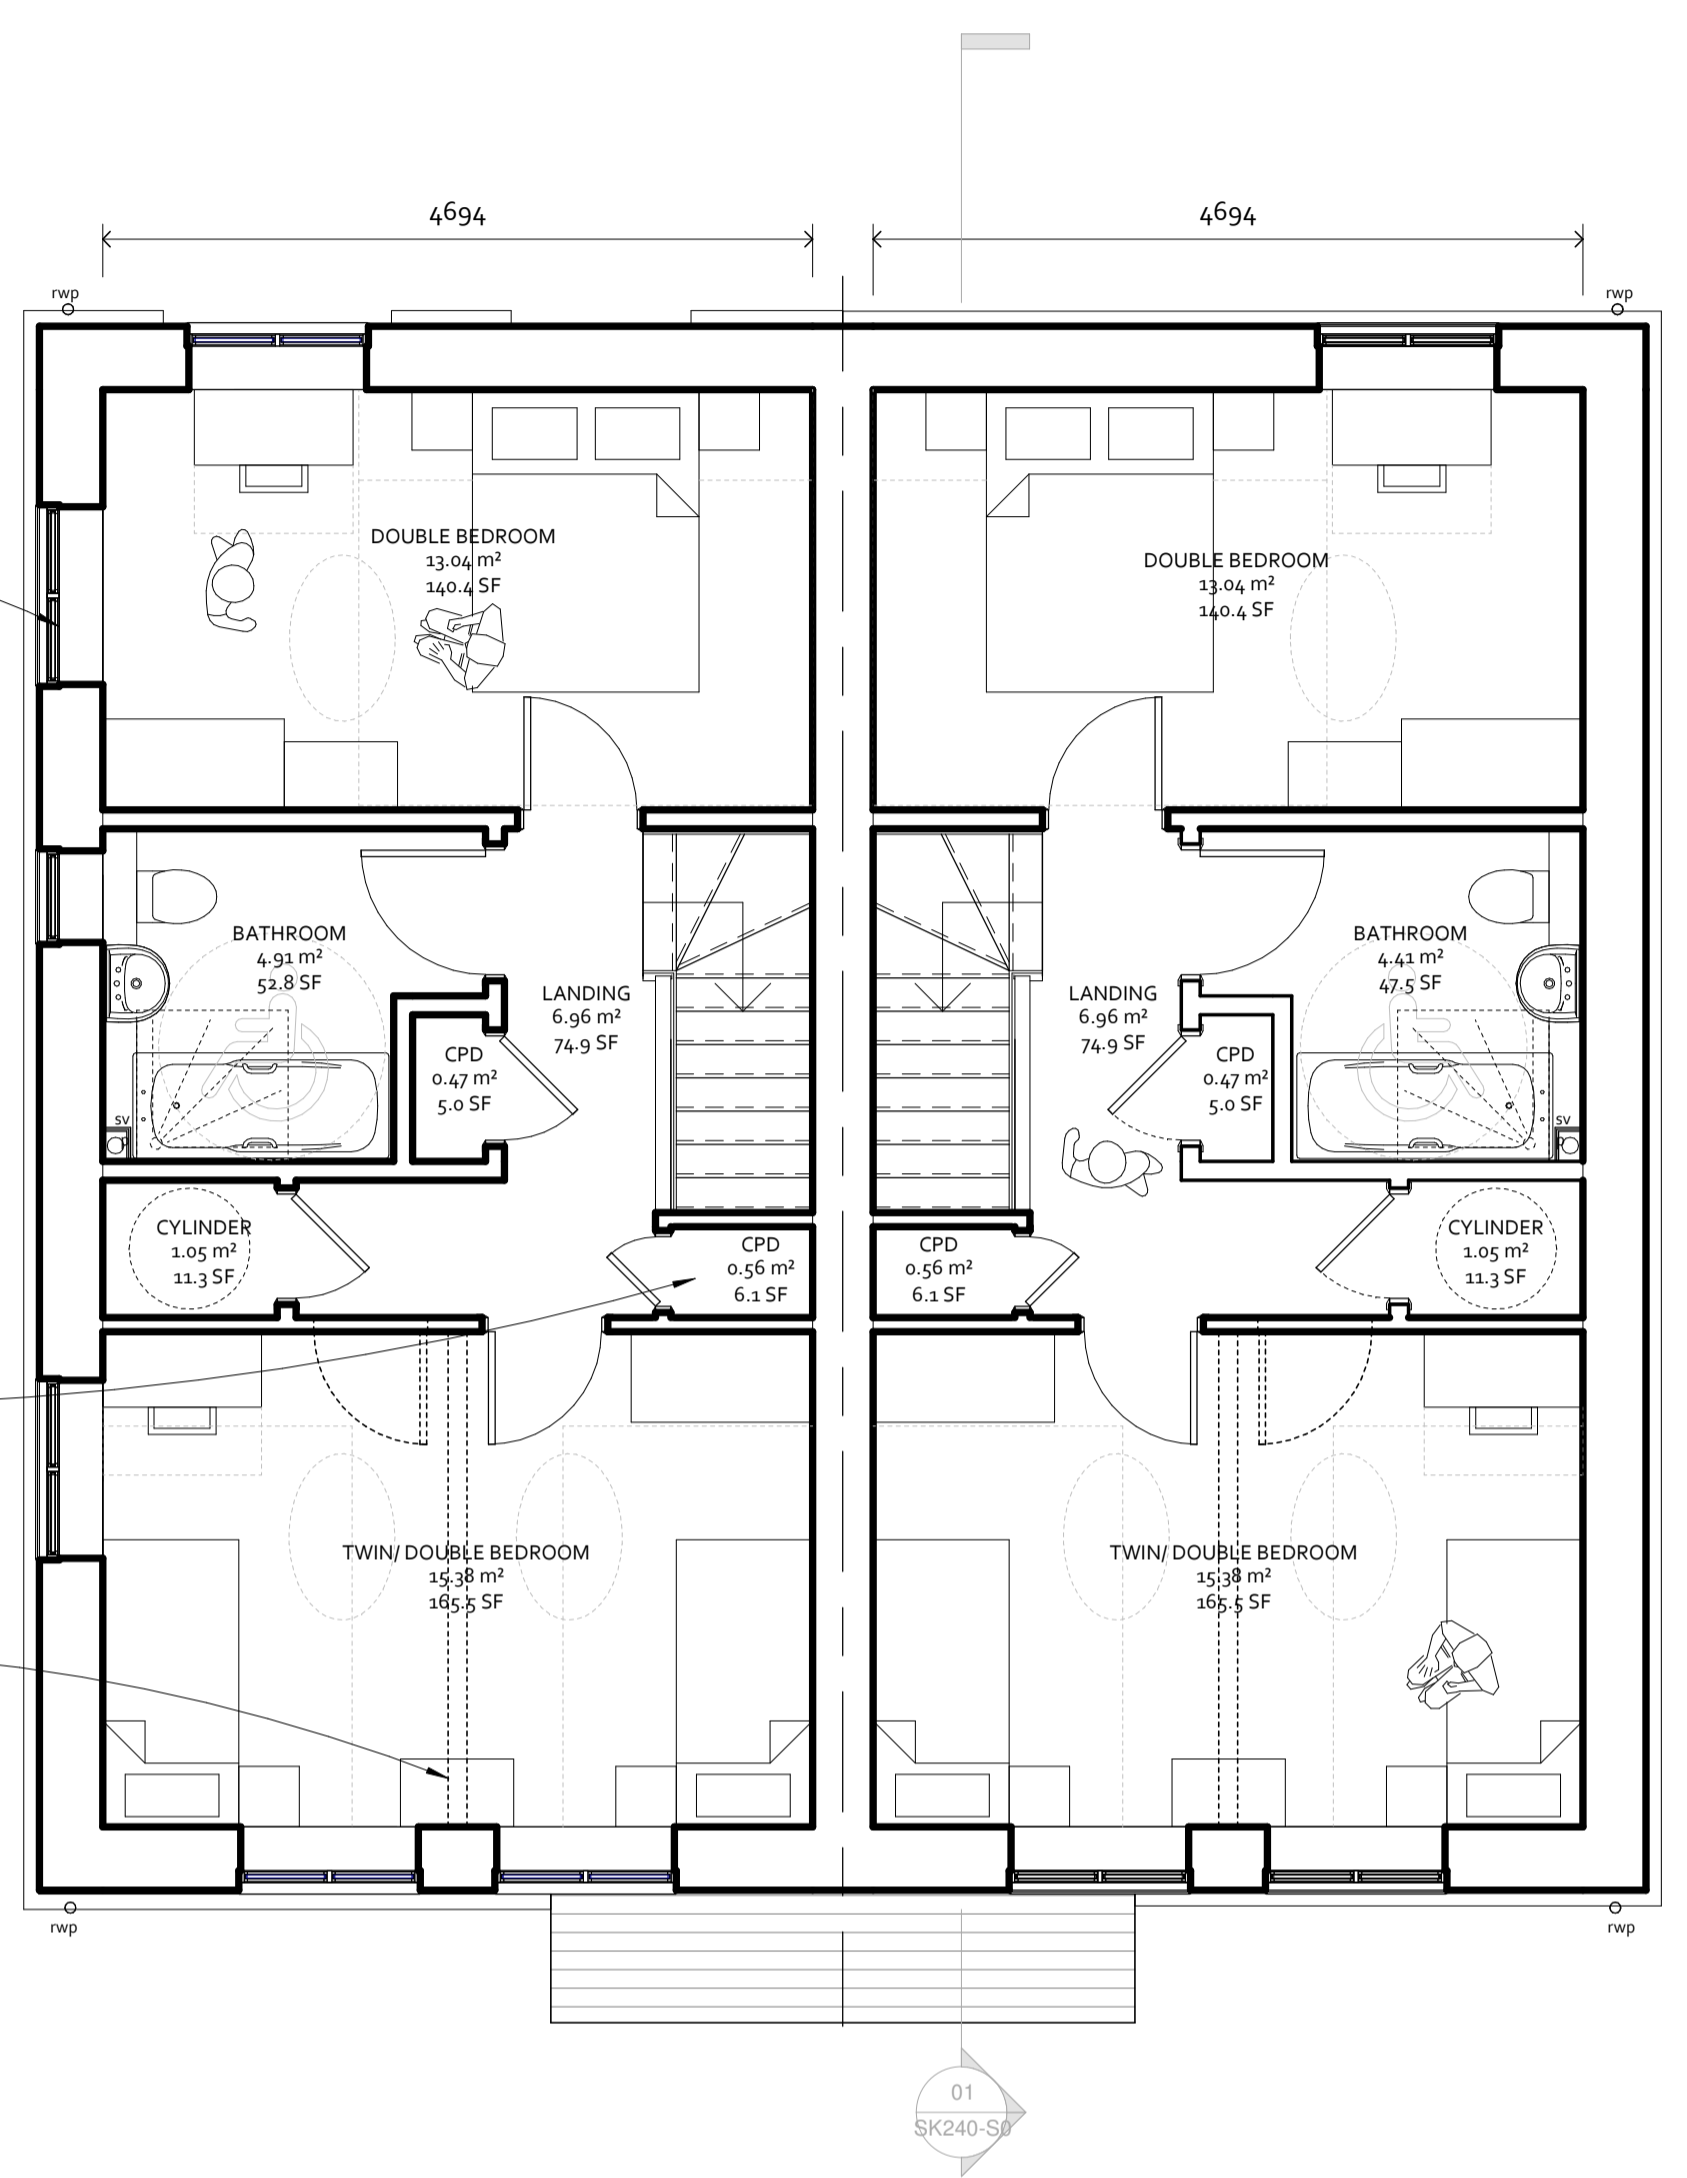 4694
4694
rwp
rwp
DOUBLE BEDROOM
13.04 m²
140.4 SF
DOUBLE BEDROOM
13.04 m²
140.4 SF
BATHROOM
4.91 m²
52.8 SF
LANDING
6.96 m²
74.9 SF
CPD
0.47 m²
5.0 SF
sv
LANDING
6.96 m²
74.9 SF
CPD
0.47 m²
5.0 SF
BATHROOM
4.41 m²
47.5 SF
sv
CYLINDER
1.05 m²
11.3 SF
CPD
0.56 m²
6.1 SF
CPD
0.56 m²
6.1 SF
CYLINDER
1.05 m²
11.3 SF
TWIN/ DOUBLE BEDROOM
15.38 m²
165.5 SF
TWIN/ DOUBLE BEDROOM
15.38 m²
165.5 SF
rwp
rwp
01
SK240-S0